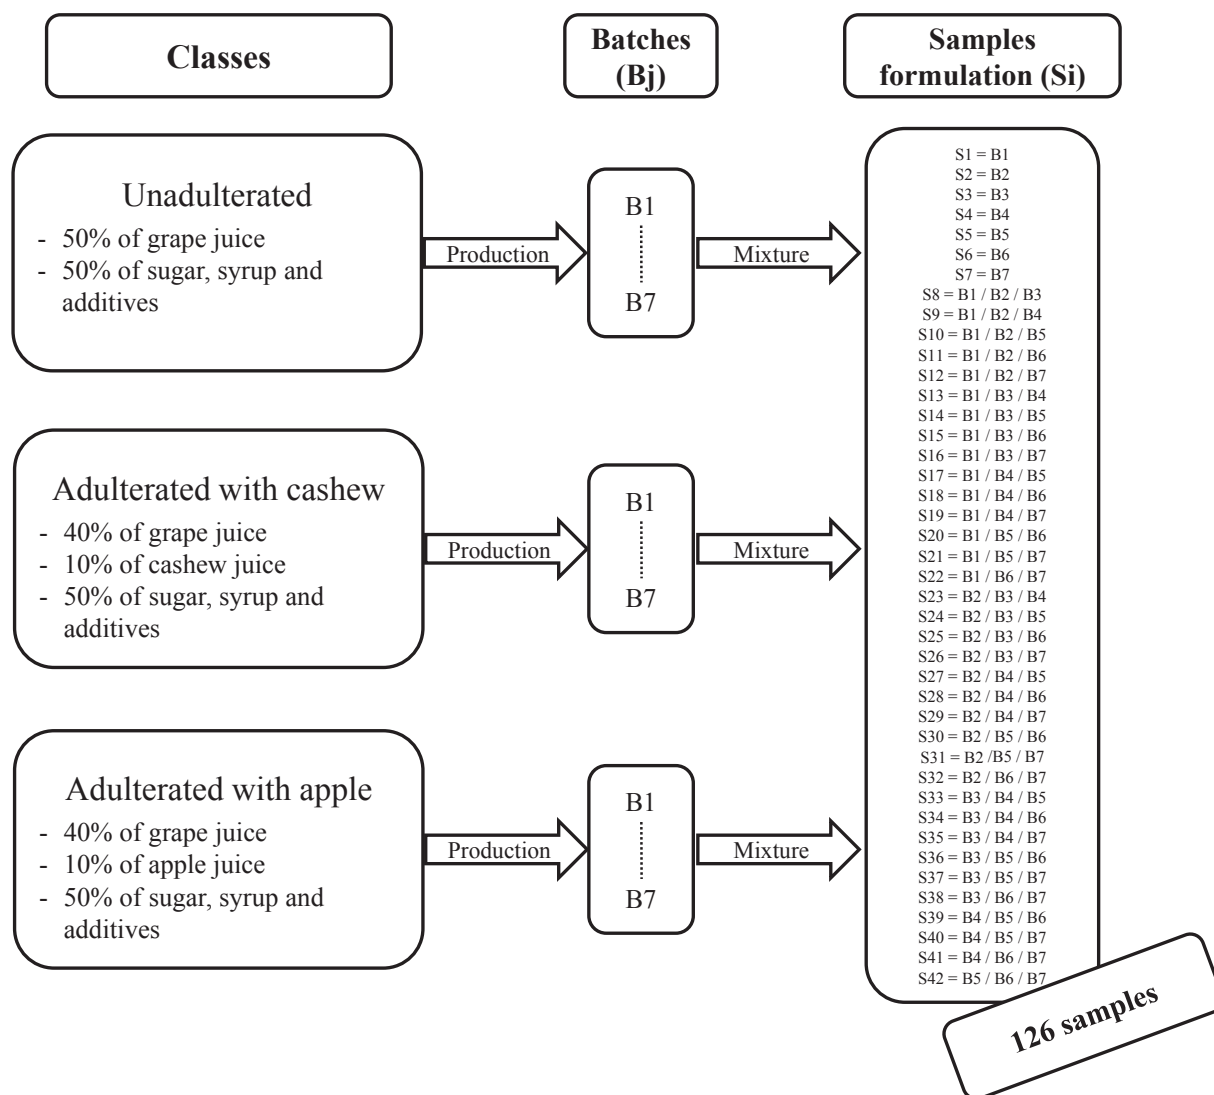 Classes
Batches
(Bj)
Samples
formulation (Si)
Unadulterated
- 50% of grape juice
- 50% of sugar, syrup and
additives
Production
B1
B7
Mixture
Adulterated with cashew
- 40% of grape juice
- 10% of cashew juice
- 50% of sugar, syrup and
additives
Production
B1
B7
Mixture
Adulterated with apple
- 40% of grape juice
- 10% of apple juice
- 50% of sugar, syrup and
additives
Production
B1
B7
Mixture
S1 = B1
S2 = B2
S3 = B3
S4 = B4
S5 = B5
S6 = B6
S7 = B7
S8 = B1 / B2 / B3
S9 = B1 / B2 / B4
S10 = B1 / B2 / B5
S11 = B1 / B2 / B6
S12 = B1 / B2 / B7
S13 = B1 / B3 / B4
S14 = B1 / B3 / B5
S15 = B1 / B3 / B6
S16 = B1 / B3 / B7
S17 = B1 / B4 / B5
S18 = B1 / B4 / B6
S19 = B1 / B4 / B7
S20 = B1 / B5 / B6
S21 = B1 / B5 / B7
S22 = B1 / B6 / B7
S23 = B2 / B3 / B4
S24 = B2 / B3 / B5
S25 = B2 / B3 / B6
S26 = B2 / B3 / B7
S27 = B2 / B4 / B5
S28 = B2 / B4 / B6
S29 = B2 / B4 / B7
S30 = B2 / B5 / B6
S31 = B2 /B5 / B7
S32 = B2 / B6 / B7
S33 = B3 / B4 / B5
S34 = B3 / B4 / B6
S35 = B3 / B4 / B7
S36 = B3 / B5 / B6
S37 = B3 / B5 / B7
S38 = B3 / B6 / B7
S39 = B4 / B5 / B6
S40 = B4 / B5 / B7
S41 = B4 / B6 / B7
S42 = B5 / B6 / B7
126 samples